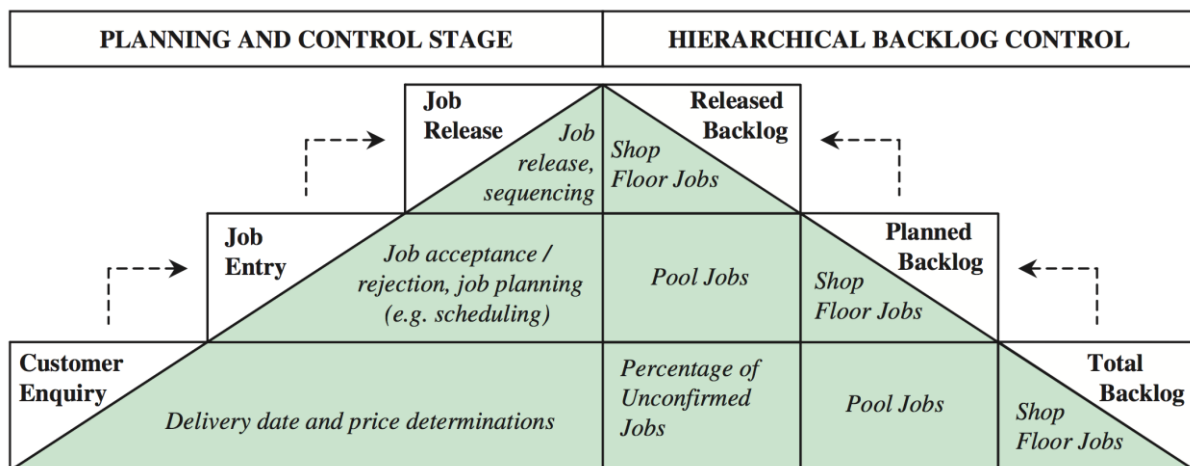 PLANNING AND CONTROL STAGE
HIERARCHICAL BACKLOG CONTROL
Job
Release
Job
release,
sequencing
Shop
Floor Jobs
Released
Backlog
Job
Entry
Job acceptance /
rejection, job planning
(e.g. scheduling)
Pool Jobs
Shop
Floor Jobs
Planned
Backlog
Customer
Enquiry
Delivery date and price determinations
Percentage of
Unconfirmed
Jobs
Pool Jobs
Shop
Floor Jobs
Total
Backlog